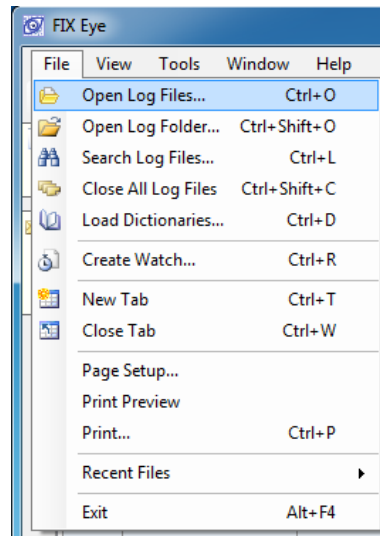 FIX Eye
File View Tools Window Help
Open Log Files... Ctrl+O
Open Log Folder... Ctrl+Shift+O
Search Log Files... Ctrl+L
Close All Log Files Ctrl+Shift+C
Load Dictionaries... Ctrl+D
Create Watch... Ctrl+R
New Tab Ctrl+T
Close Tab Ctrl+W
Page Setup...
Print Preview
Print... Ctrl+P
Recent Files
Exit Alt+F4